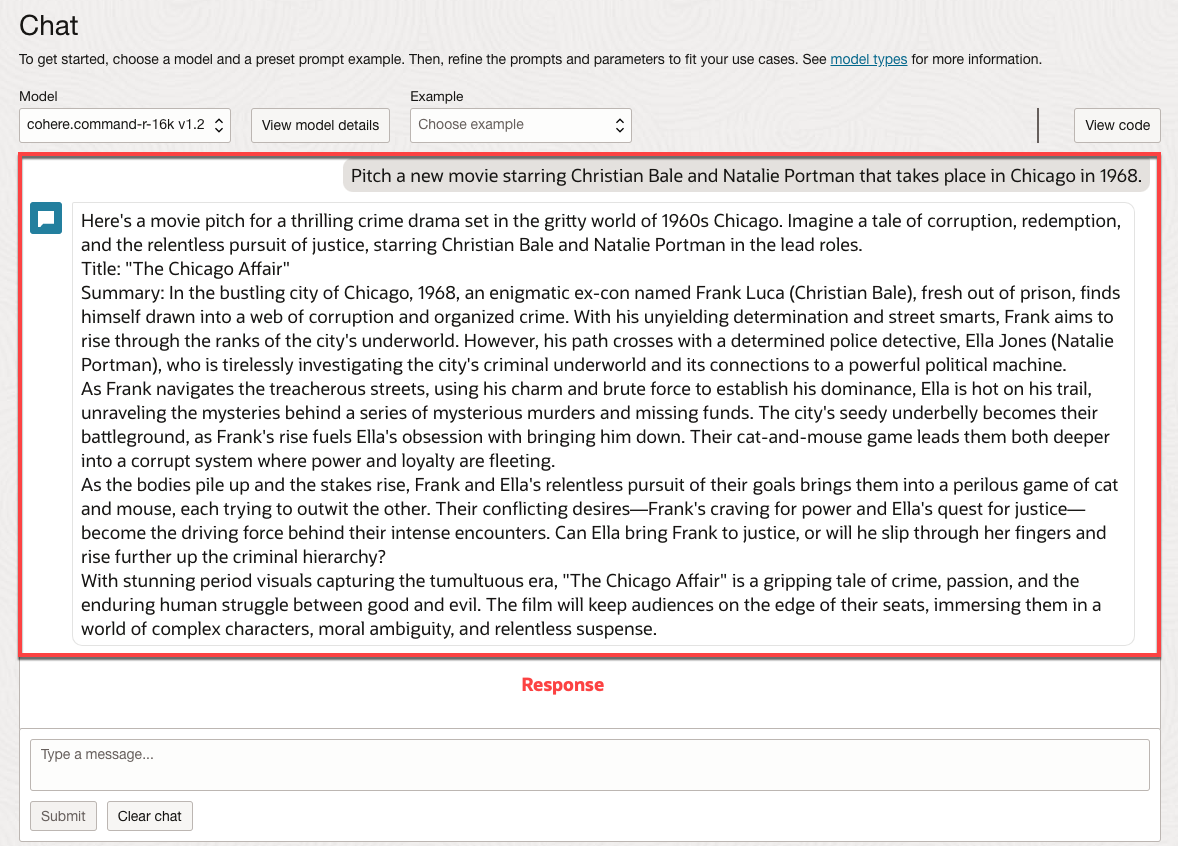 Chat
To get started, choose a model and a preset prompt example. Then, refine the prompts and parameters to fit your use cases. See model types for more information.
Model
Example
cohere.command-r-16k v1.2
View model details
Choose example
View code
Pitch a new movie starring Christian Bale and Natalie Portman that takes place in Chicago in 1968.
Here's a movie pitch for a thrilling crime drama set in the gritty world of 1960s Chicago. Imagine a tale of corruption, redemption,
and the relentless pursuit of justice, starring Christian Bale and Natalie Portman in the lead roles.
Title: "The Chicago Affair"
Summary: In the bustling city of Chicago, 1968, an enigmatic ex-con named Frank Luca (Christian Bale), fresh out of prison, finds
himself drawn into a web of corruption and organized crime. With his unyielding determination and street smarts, Frank aims to
rise through the ranks of the city's underworld. However, his path crosses with a determined police detective, Ella Jones (Natalie
Portman), who is tirelessly investigating the city's criminal underworld and its connections to a powerful political machine.
As Frank navigates the treacherous streets, using his charm and brute force to establish his dominance, Ella is hot on his trail,
unraveling the mysteries behind a series of mysterious murders and missing funds. The city's seedy underbelly becomes their
battleground, as Frank's rise fuels Ella's obsession with bringing him down. Their cat-and-mouse game leads them both deeper
into a corrupt system where power and loyalty are fleeting.
As the bodies pile up and the stakes rise, Frank and Ella's relentless pursuit of their goals brings them into a perilous game of cat
and mouse, each trying to outwit the other. Their conflicting desires—Frank's craving for power and Ella's quest for justice—
become the driving force behind their intense encounters. Can Ella bring Frank to justice, or will he slip through her fingers and
rise further up the criminal hierarchy?
With stunning period visuals capturing the tumultuous era, "The Chicago Affair" is a gripping tale of crime, passion, and the
enduring human struggle between good and evil. The film will keep audiences on the edge of their seats, immersing them in a
world of complex characters, moral ambiguity, and relentless suspense.
Response
Type a message...
Submit
Clear chat